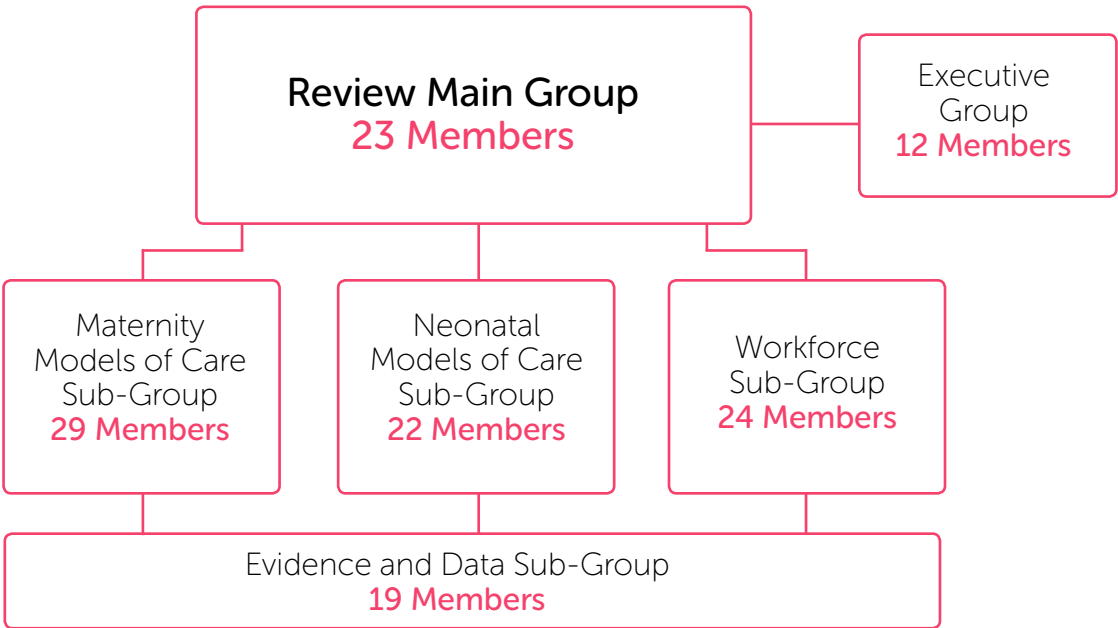 Review Main Group
23 Members
Executive
Group
12 Members
Maternity
Models of Care
Sub-Group
29 Members
Neonatal
Models of Care
Sub-Group
22 Members
Workforce
Sub-Group
24 Members
Evidence and Data Sub-Group
19 Members